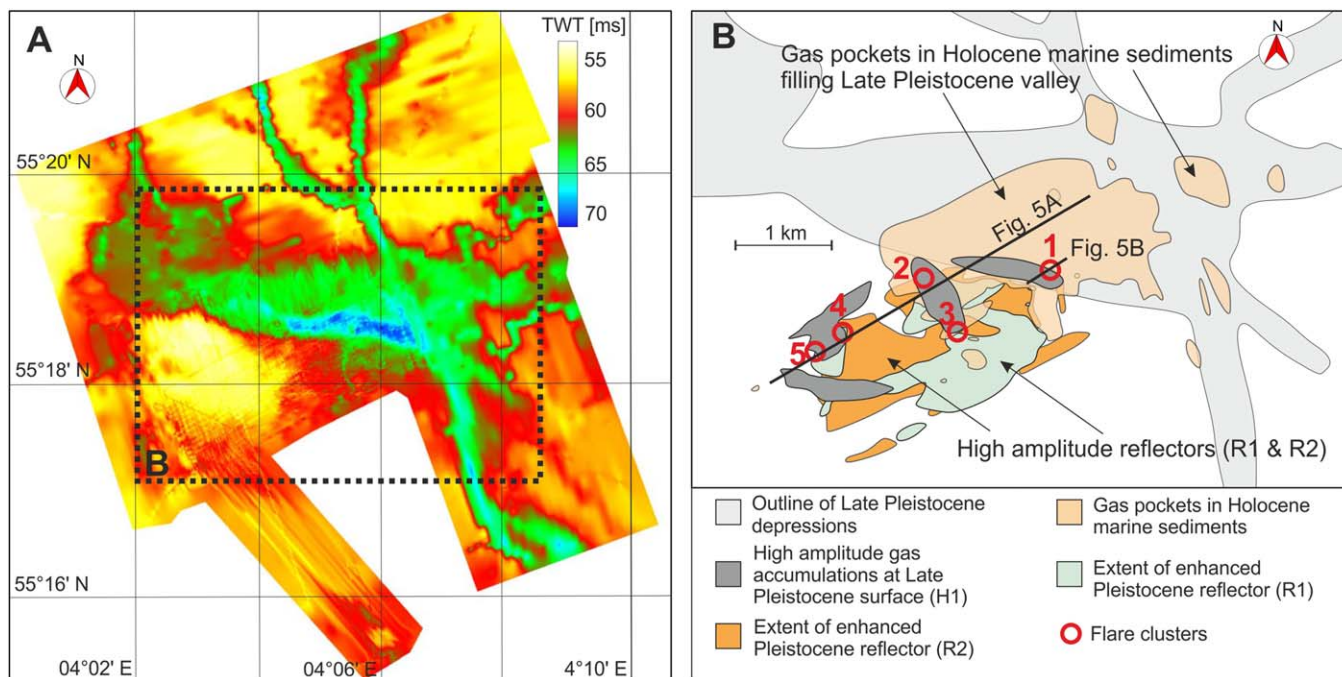 A
N
TWT [ms]
55
60
65
70
55°20' N
55°18' N
55°16' N
B
04°02' E
04°06' E
4°10' E
B
N
Gas pockets in Holocene marine sediments
filling Late Pleistocene valley
1 km
Fig. 5A
Fig. 5B
1
2
3
4
5
High amplitude reflectors (R1 & R2)
Outline of Late Pleistocene
depressions
High amplitude gas
accumulations at Late
Pleistocene surface (H1)
Extent of enhanced
Pleistocene reflector (R2)
Gas pockets in Holocene
marine sediments
Extent of enhanced
Pleistocene reflector (R1)
Flare clusters